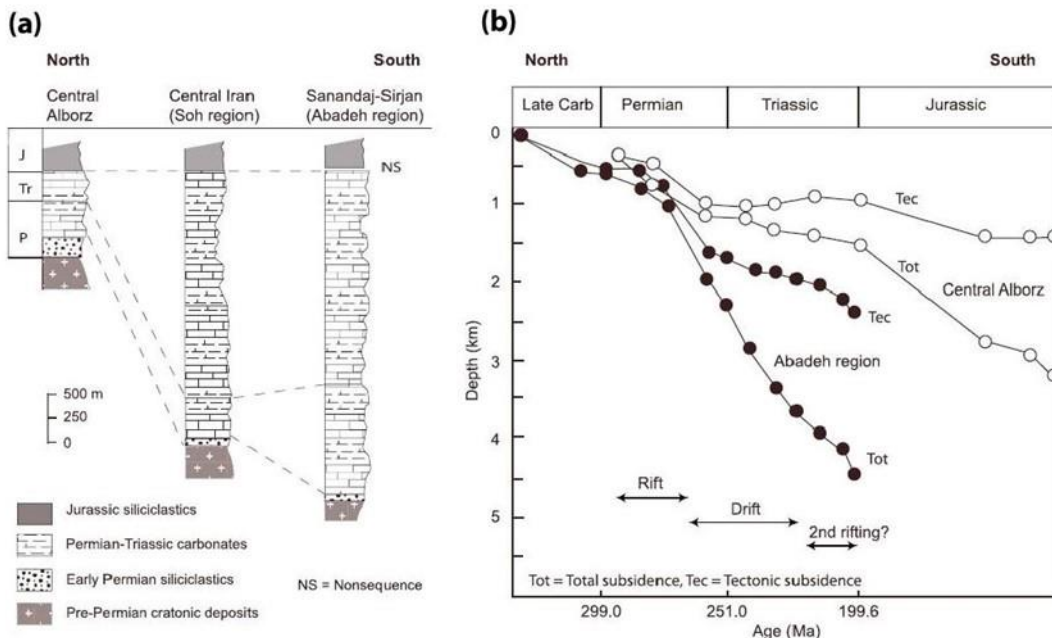 (a)
North
South
Central Alborz
Central Iran (Soh region)
Sanandaj-Sirjan (Abadeh region)
J
Tr
P
NS
500 m
250
0
Jurassic siliciclastics
Permian-Triassic carbonates
Early Permian siliciclastics
Pre-Permian cratonic deposits
NS = Nonsequence
(b)
North
South
Late Carb
Permian
Triassic
Jurassic
0
1
2
3
4
5
Depth (km)
Tec
Tot
Central Alborz
Tec
Abadeh region
Tot
Rift
Drift
2nd rifting?
Tot = Total subsidence, Tec = Tectonic subsidence
299.0
251.0
199.6
Age (Ma)